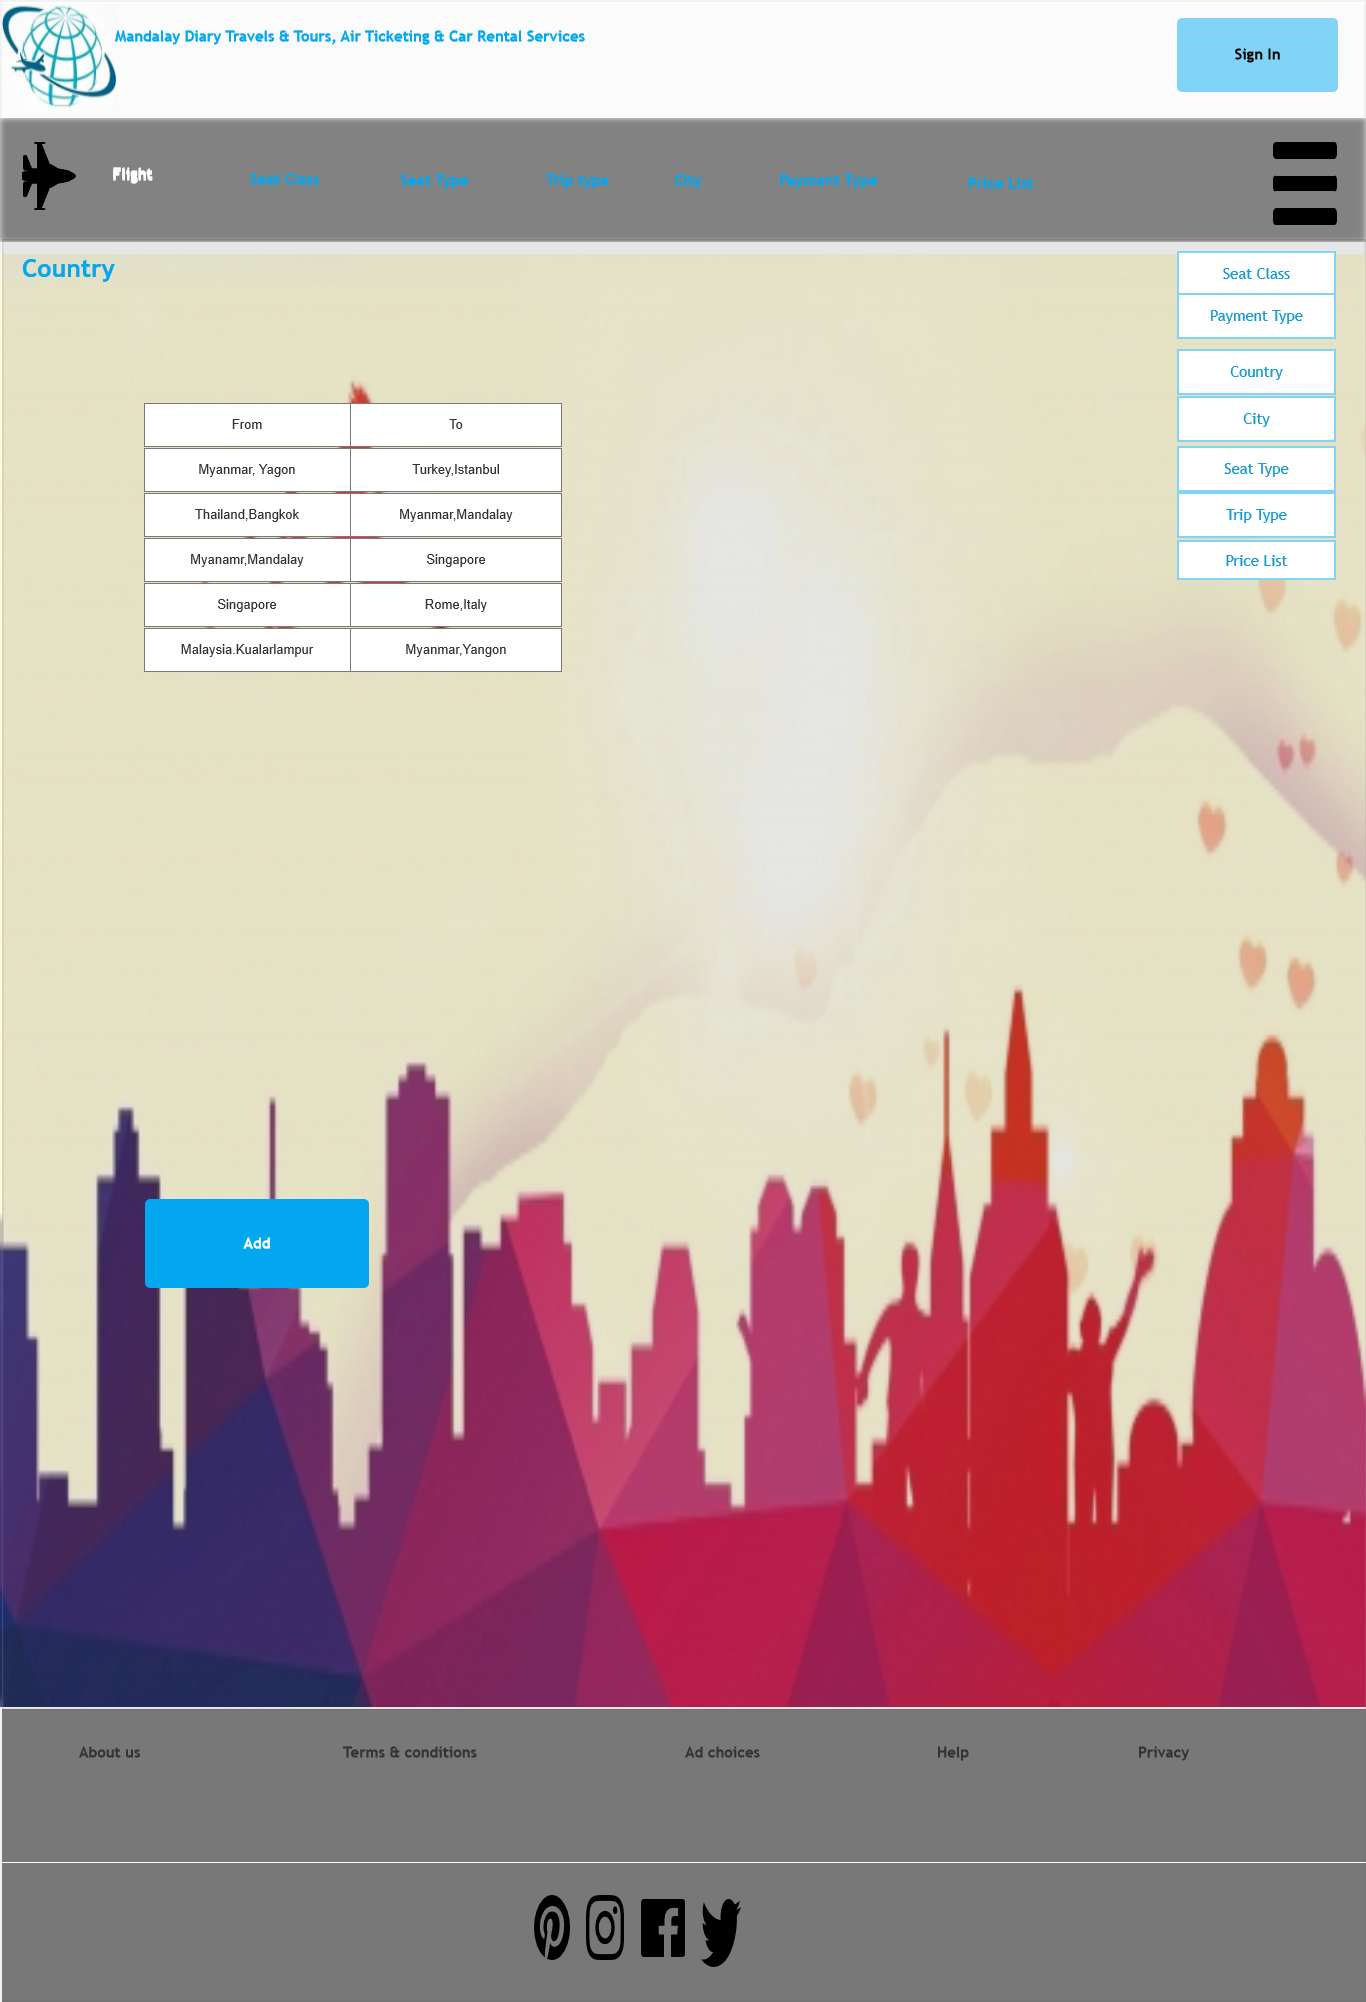 Mandalay Diary Travels & Tours, Air Ticketing & Car Rental Services
Sign In
Flight
Seat Class
Seat Type
Trip type
City
Payment Type
Price List
Country
Seat Class
Payment Type
Country
City
Seat Type
Trip Type
Price List
From To
Myanmar, Yagon Turkey,Istanbul
Thailand,Bangkok Myanmar,Mandalay
Myanamr,Mandalay Singapore
Singapore Rome,Italy
Malaysia.Kualarlampur Myanmar,Yangon
Add
About us
Terms & conditions
Ad choices
Help
Privacy